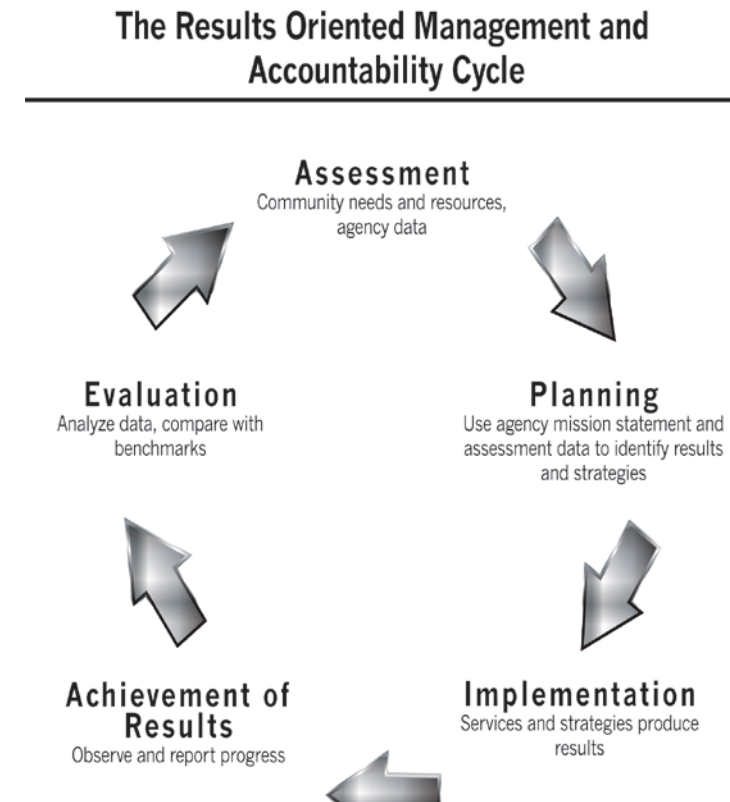 The Results Oriented Management and
Accountability Cycle
Assessment
Community needs and resources,
agency data
Evaluation
Analyze data, compare with
benchmarks
Planning
Use agency mission statement and
assessment data to identify results
and strategies
Achievement of
Results
Observe and report progress
Implementation
Services and strategies produce
results